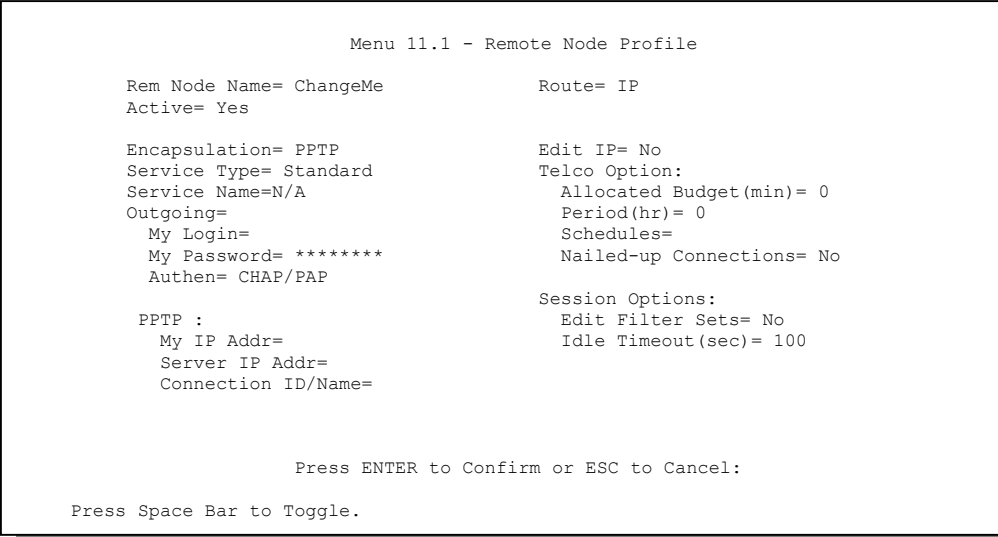 Menu 11.1 - Remote Node Profile
Rem Node Name= ChangeMe                Route= IP
Active= Yes
Encapsulation= PPTP                    Edit IP= No
Service Type= Standard                 Telco Option:
Service Name=N/A                         Allocated Budget(min)= 0
Outgoing=                                Period(hr)= 0
  My Login=                              Schedules=
  My Password= ********                  Nailed-up Connections= No
  Authen= CHAP/PAP
                                       Session Options:
 PPTP :                                  Edit Filter Sets= No
   My IP Addr=                           Idle Timeout(sec)= 100
   Server IP Addr=
   Connection ID/Name=
Press ENTER to Confirm or ESC to Cancel:
Press Space Bar to Toggle.